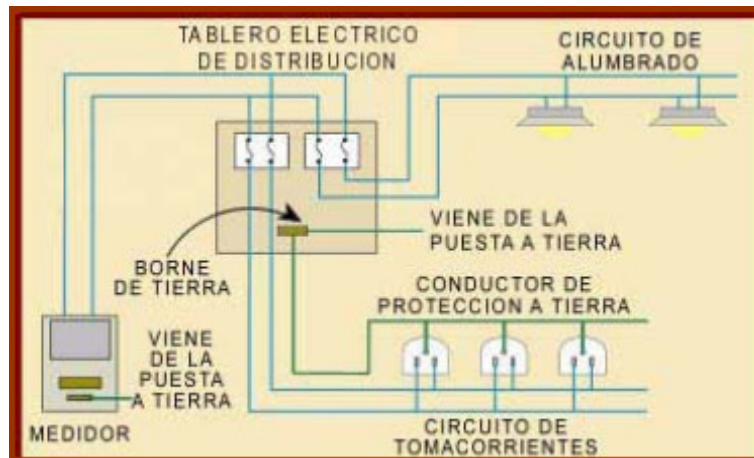 TABLERO ELECTRICO
DE DISTRIBUCION
CIRCUITO DE
ALUMBRADO
VIENE DE LA
PUESTA A TIERRA
BORNE
DE TIERRA
CONDUCTOR DE
PROTECCION A TIERRA
VIENE
DE LA
PUESTA
A TIERRA
MEDIDOR
CIRCUITO DE
TOMACORRIENTES